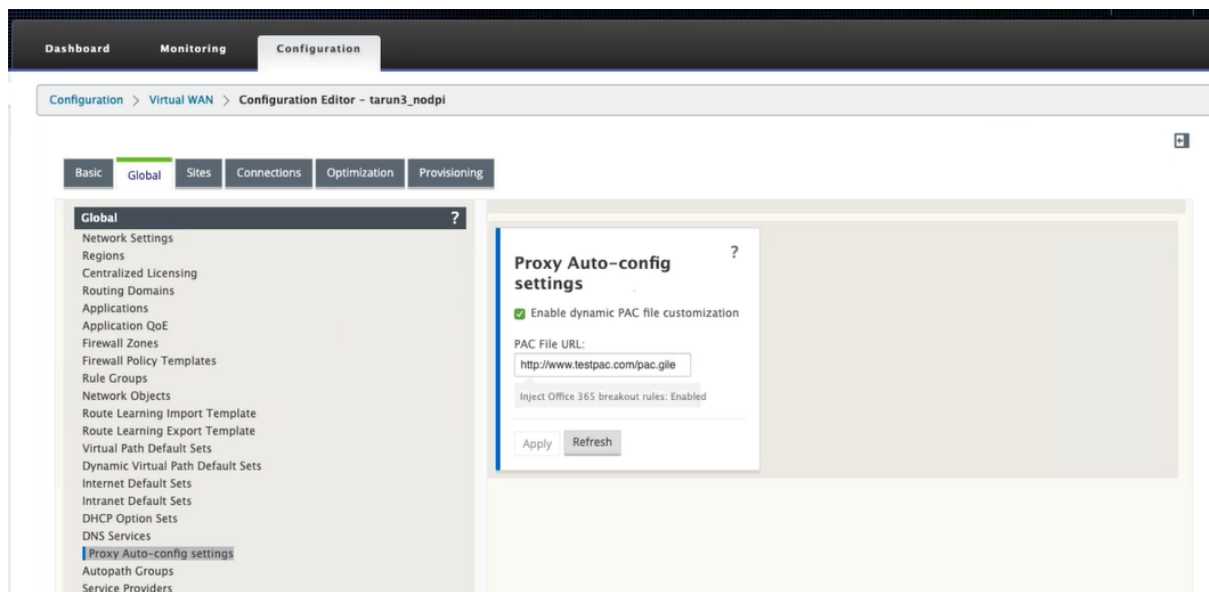 Dashboard Monitoring Configuration
Configuration > Virtual WAN > Configuration Editor - tarun3_nodpi
Basic Global Sites Connections Optimization Provisioning
Global ?
Network Settings
Regions
Centralized Licensing
Routing Domains
Applications
Application QoE
Firewall Zones
Firewall Policy Templates
Rule Groups
Network Objects
Route Learning Import Template
Route Learning Export Template
Virtual Path Default Sets
Dynamic Virtual Path Default Sets
Internet Default Sets
Intranet Default Sets
DHCP Option Sets
DNS Services
Proxy Auto-config settings
Autopath Groups
Service Providers
Proxy Auto-config ?
settings
Enable dynamic PAC file customization
PAC File URL:
http://www.testpac.com/pac.gile
Inject Office 365 breakout rules: Enabled
Apply Refresh